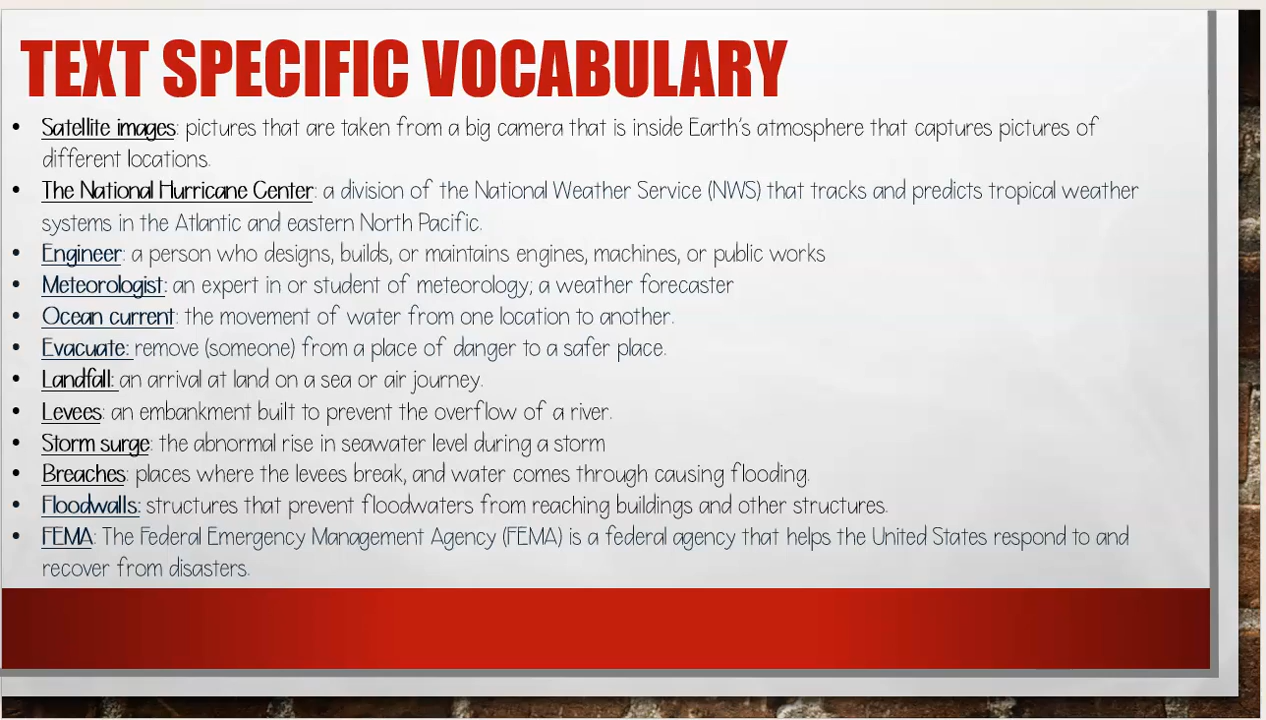 TEXT SPECIFIC VOCABULARY
• Satellite images: pictures that are taken from a big camera that is inside Earth's atmosphere that captures pictures of
different locations.
• The National Hurricane Center: a division of the National Weather Service (NWS) that tracks and predicts tropical weather
systems in the Atlantic and eastern North Pacific.
• Engineer: a person who designs, builds, or maintains engines, machines, or public works
• Meteorologist: an expert in or student of meteorology; a weather forecaster
• Ocean current: the movement of water from one location to another.
• Evacuate: remove (someone) from a place of danger to a safer place.
• Landfall: an arrival at land on a sea or air journey.
• Levees: an embankment built to prevent the overflow of a river.
• Storm surge: the abnormal rise in seawater level during a storm
• Breaches: places where the levees break, and water comes through causing flooding.
• Floodwalls: structures that prevent floodwaters from reaching buildings and other structures.
• FEMA: The Federal Emergency Management Agency (FEMA) is a federal agency that helps the United States respond to and
recover from disasters.